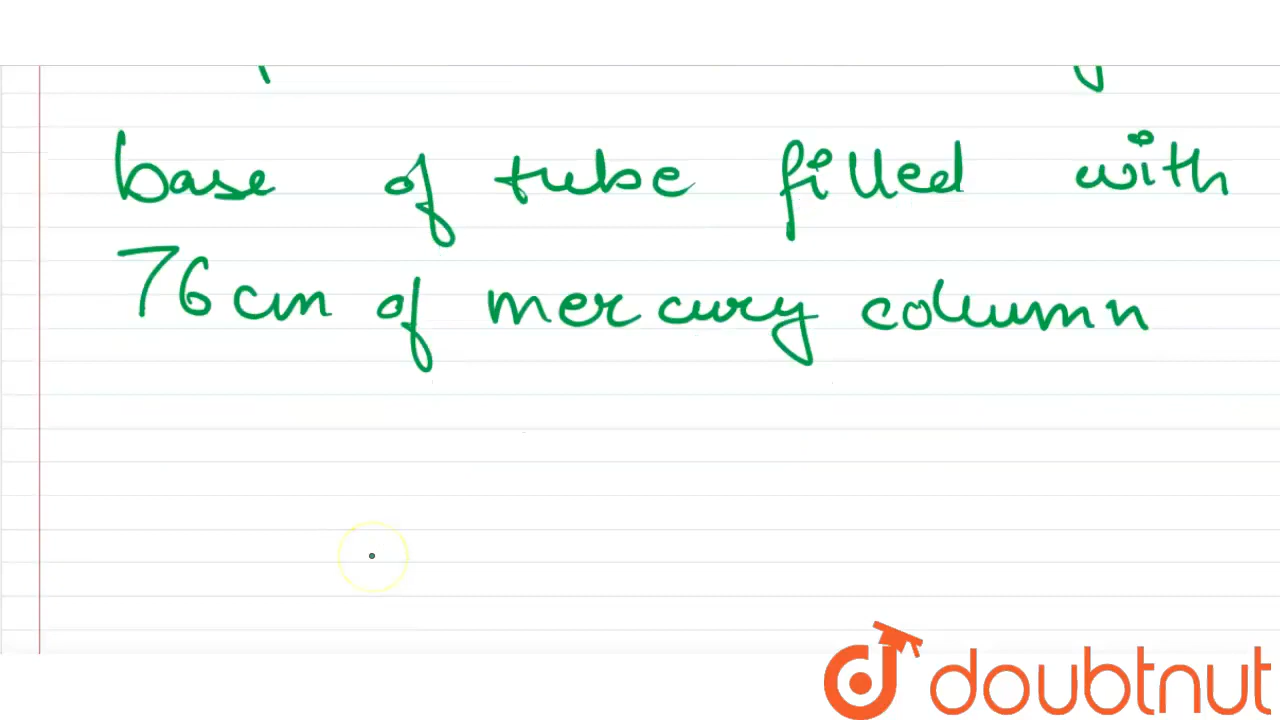 base of tube filled with
76 cm of mercury column
doubtnut